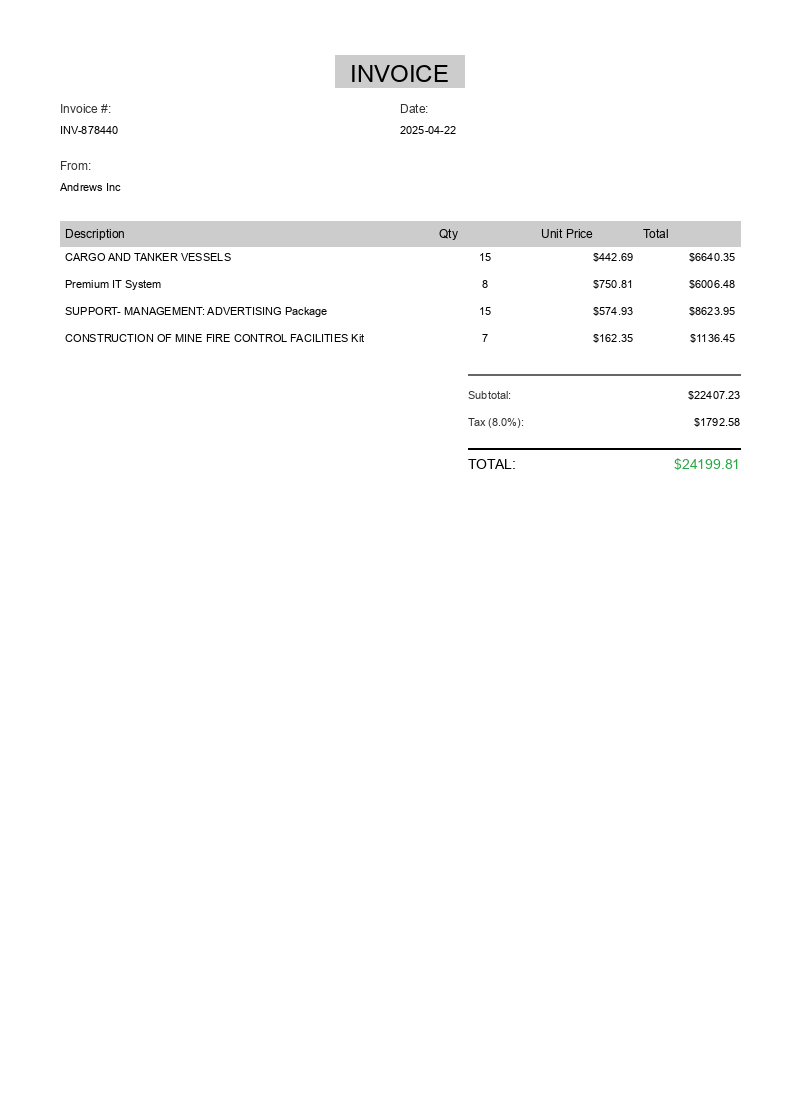 INVOICE
Invoice #: Date:
INV-878440 2025-04-22
From:
Andrews Inc
Description Qty Unit Price Total
CARGO AND TANKER VESSELS 15 $442.69 $6640.35
Premium IT System 8 $750.81 $6006.48
SUPPORT- MANAGEMENT: ADVERTISING Package 15 $574.93 $8623.95
CONSTRUCTION OF MINE FIRE CONTROL FACILITIES Kit 7 $162.35 $1136.45
Subtotal: $22407.23
Tax (8.0%): $1792.58
TOTAL: $24199.81